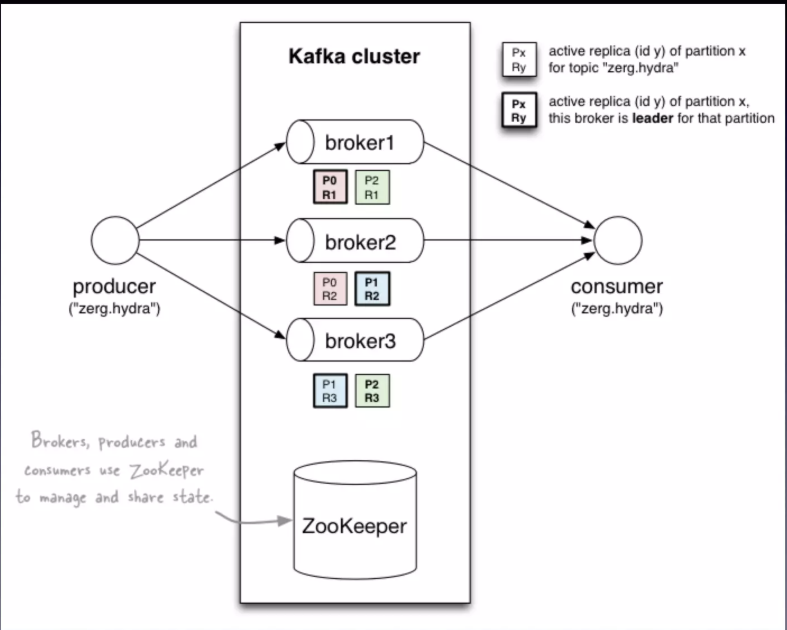 Kafka cluster
Px
Ry
active replica (id y) of partition x
for topic "zerg.hydra"
Px
Ry
active replica (id y) of partition x,
this broker is leader for that partition
broker1
P0
R1
P2
R1
broker2
P0
R2
P1
R2
broker3
P1
R3
P2
R3
producer
("zerg.hydra")
consumer
("zerg.hydra")
Brokers, producers and
consumers use ZooKeeper
to manage and share state.
ZooKeeper